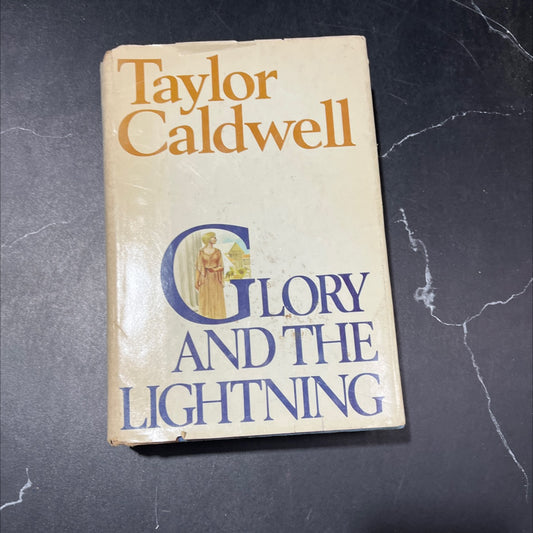 Taylor
Caldwell
GLORY
AND THE
LIGHTNING